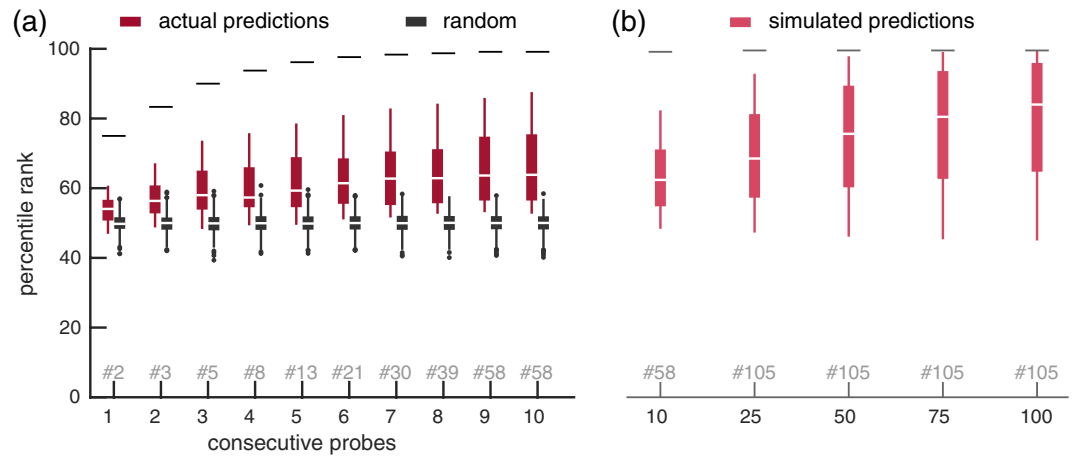 (a) actual predictions random
100
80
60
40
20
0
percentile rank
#2 #3 #5 #8 #13 #21 #30 #39 #58 #58
1 2 3 4 5 6 7 8 9 10
consecutive probes
(b) simulated predictions
#58 #105 #105 #105 #105
10 25 50 75 100